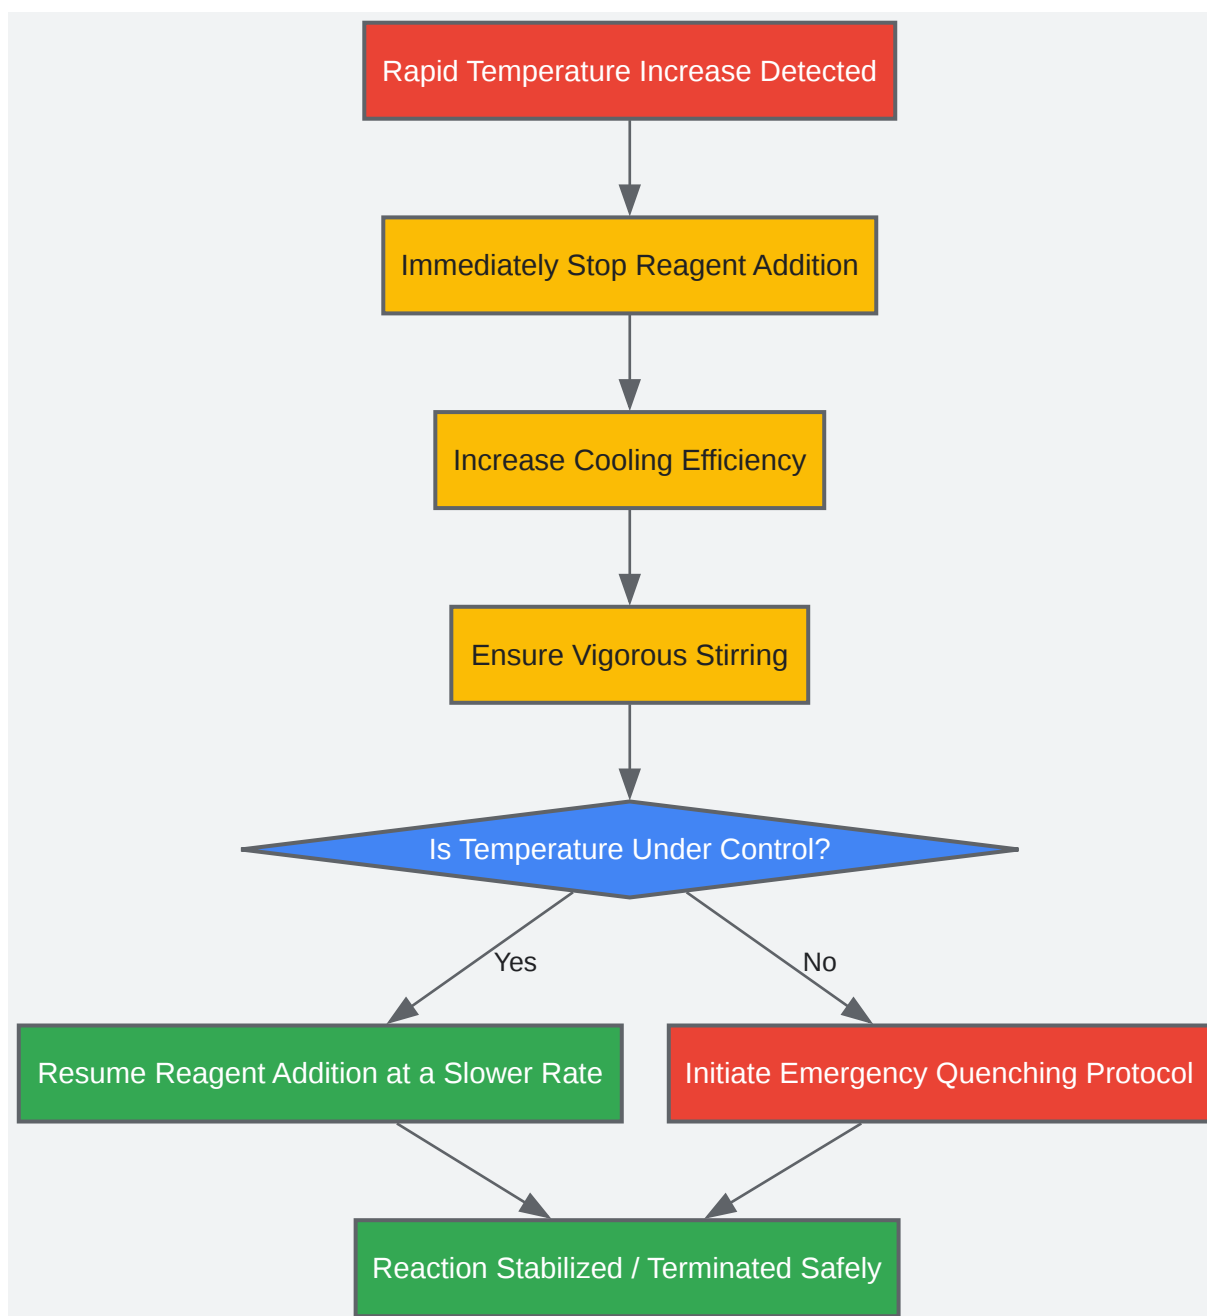 Rapid Temperature Increase Detected
Immediately Stop Reagent Addition
Increase Cooling Efficiency
Ensure Vigorous Stirring
Is Temperature Under Control?
Yes
No
Resume Reagent Addition at a Slower Rate
Initiate Emergency Quenching Protocol
Reaction Stabilized / Terminated Safely